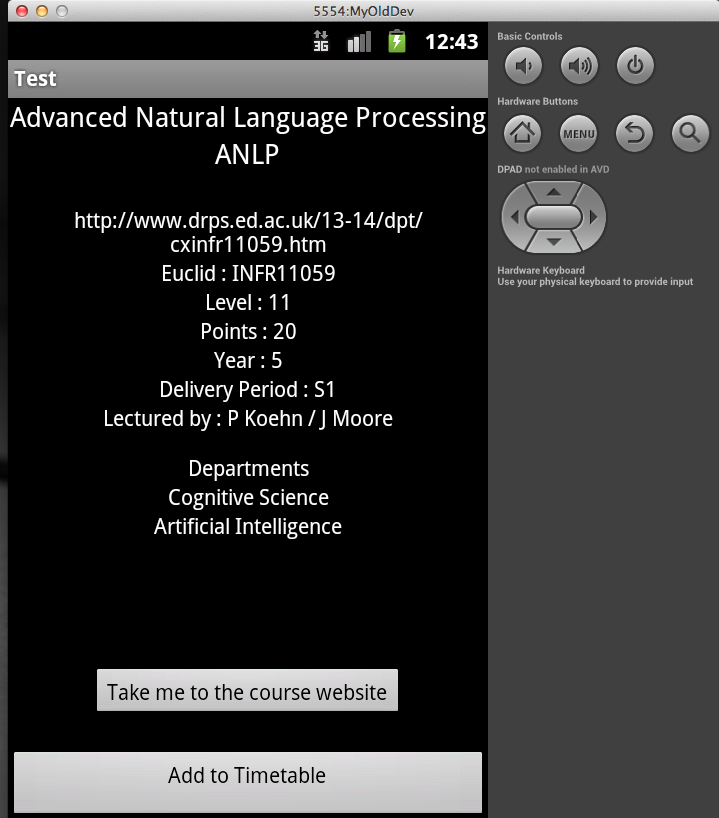 5554:MyOldDev
3G
12:43
Test
Advanced Natural Language Processing
ANLP
http://www.drps.ed.ac.uk/13-14/dpt/
cxinfr11059.htm
Euclid : INFR11059
Level : 11
Points : 20
Year : 5
Delivery Period : S1
Lectured by : P Koehn / J Moore
Departments
Cognitive Science
Artificial Intelligence
Take me to the course website
Add to Timetable
Basic Controls
Hardware Buttons
MENU
DPAD not enabled in AVD
Hardware Keyboard
Use your physical keyboard to provide input